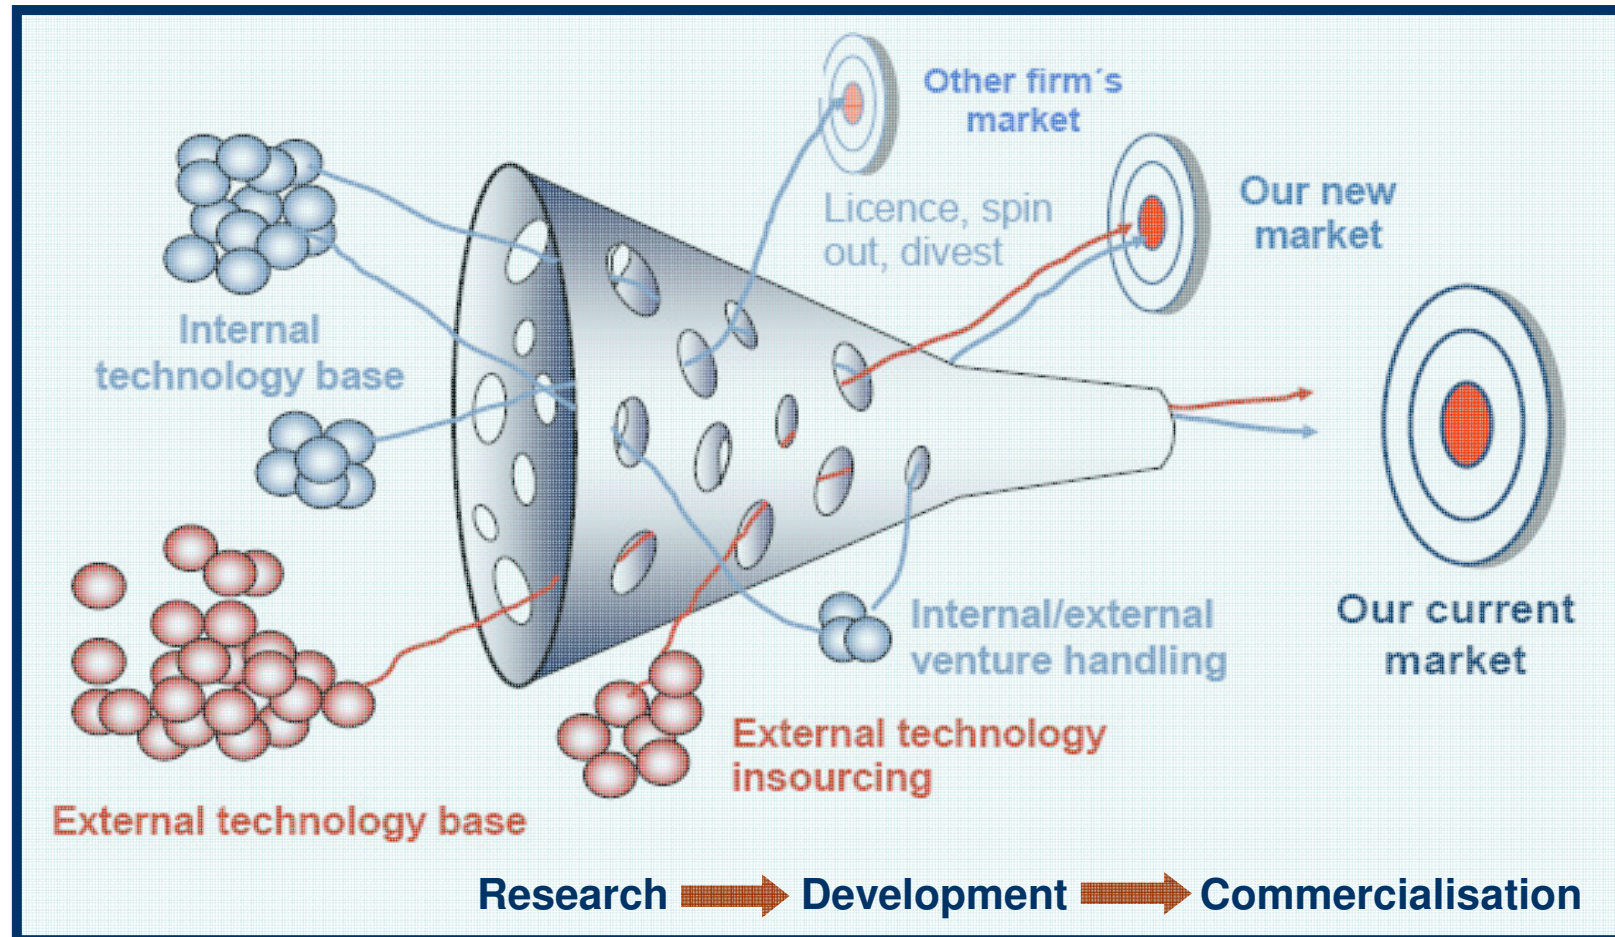 Other firm´s
market
Licence, spin
out, divest
Our new
market
Internal
technology base
Internal/external
venture handling
Our current
market
External technology
insourcing
External technology base
Research
Development
Commercialisation